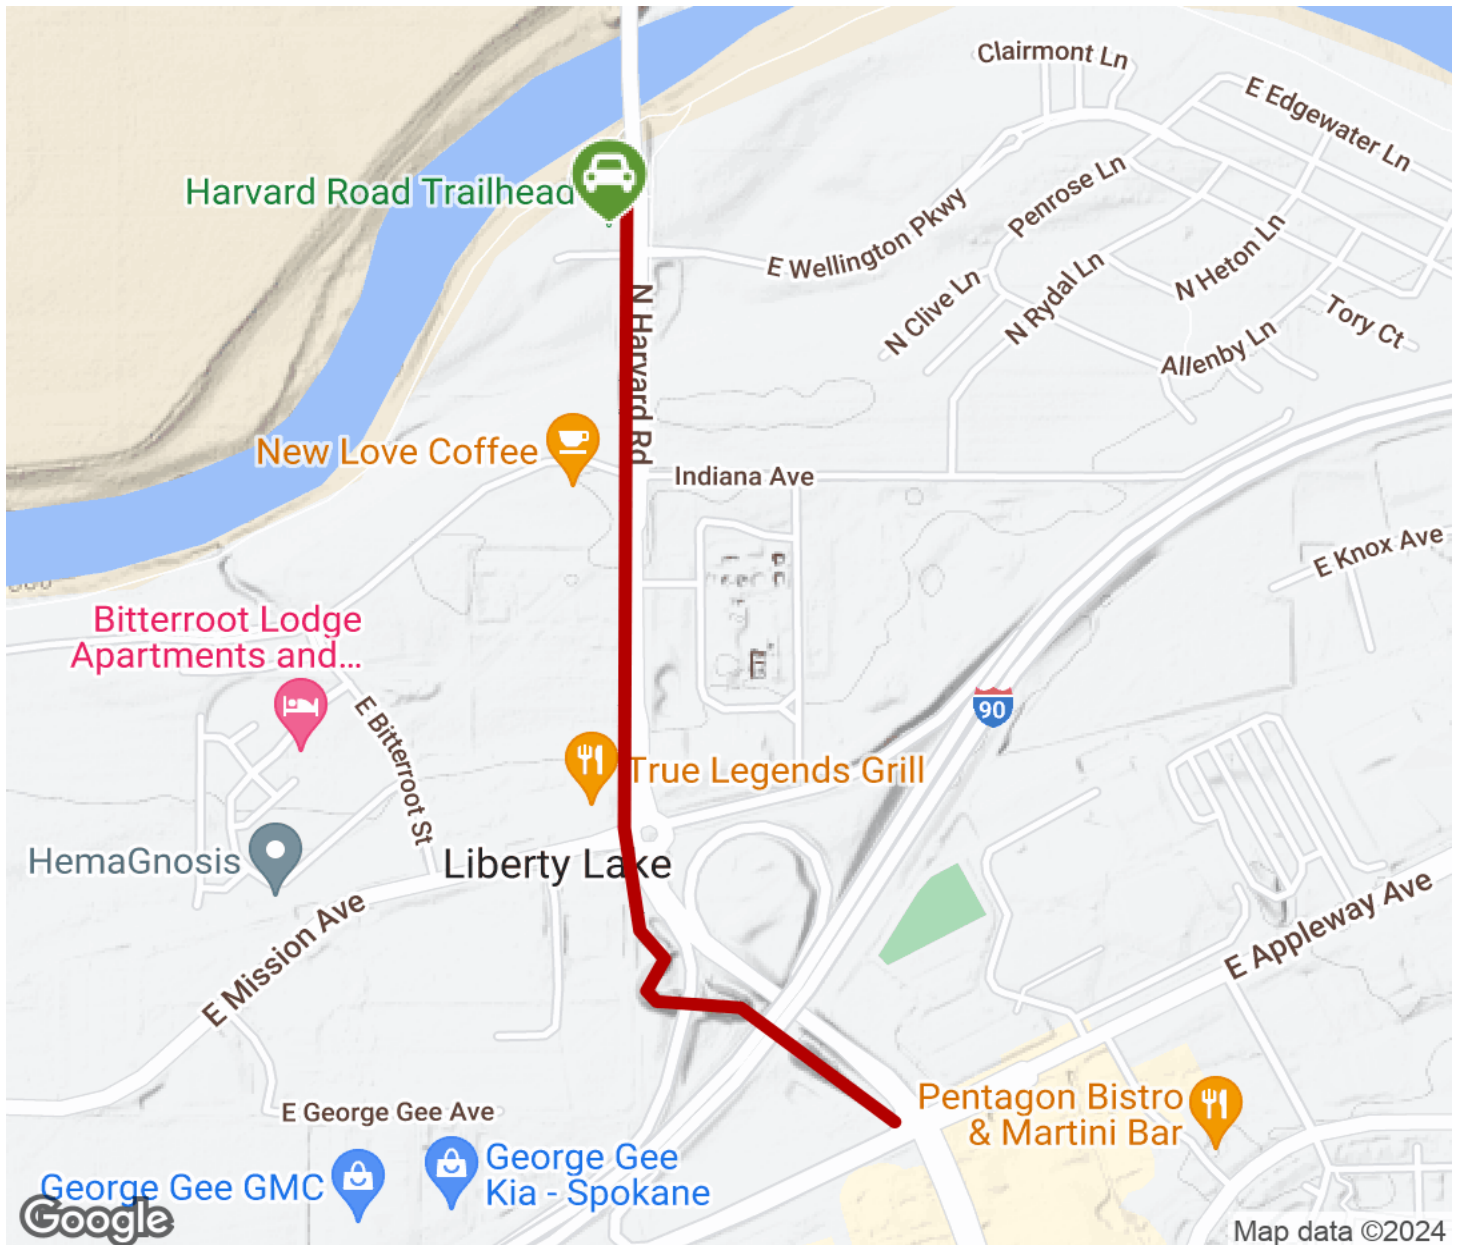 Clairmont Ln
E Edgewater Ln
Harvard Road Trailhead
Penrose Ln
E Wellington Pkwy
N Heton Ln
N Clive Ln
N Rydal Ln
Tory Ct
Allenby Ln
N Harvard Rd
New Love Coffee
Indiana Ave
E Knox Ave
Bitterroot Lodge
Apartments and...
90
E Bitterroot St
True Legends Grill
HemaGnosis
Liberty Lake
E Mission Ave
E Appleway Ave
E George Gee Ave
Pentagon Bistro
& Martini Bar
George Gee
Kia - Spokane
George Gee GMC
Google
Map data ©2024